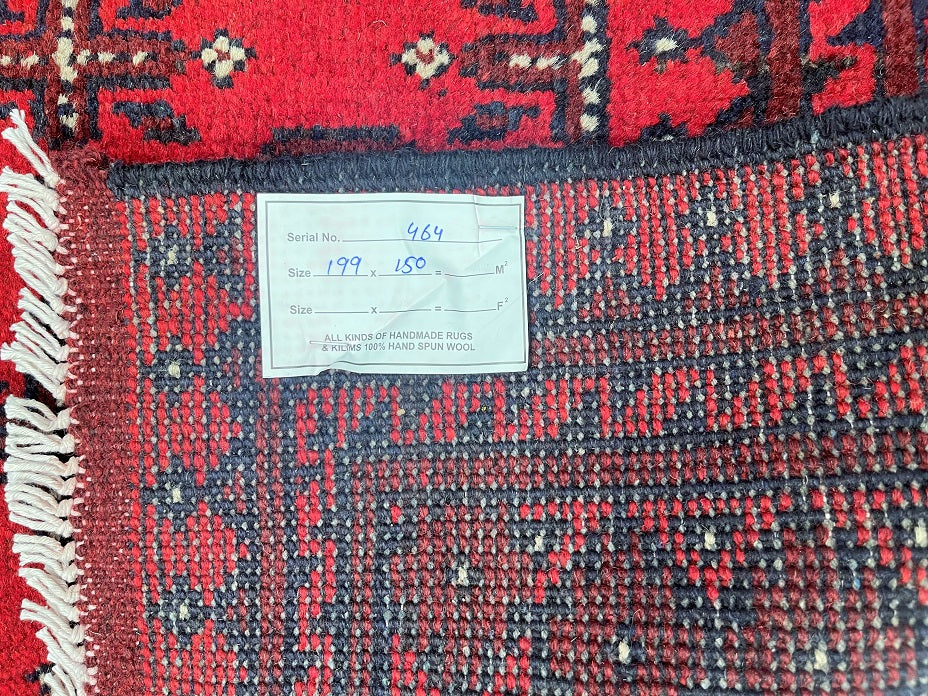 Serial No. 464
Size 199 x 150 = M²
Size x = F²
ALL KINDS OF HANDMADE RUGS
& KILIMS 100% HAND SPUN WOOL